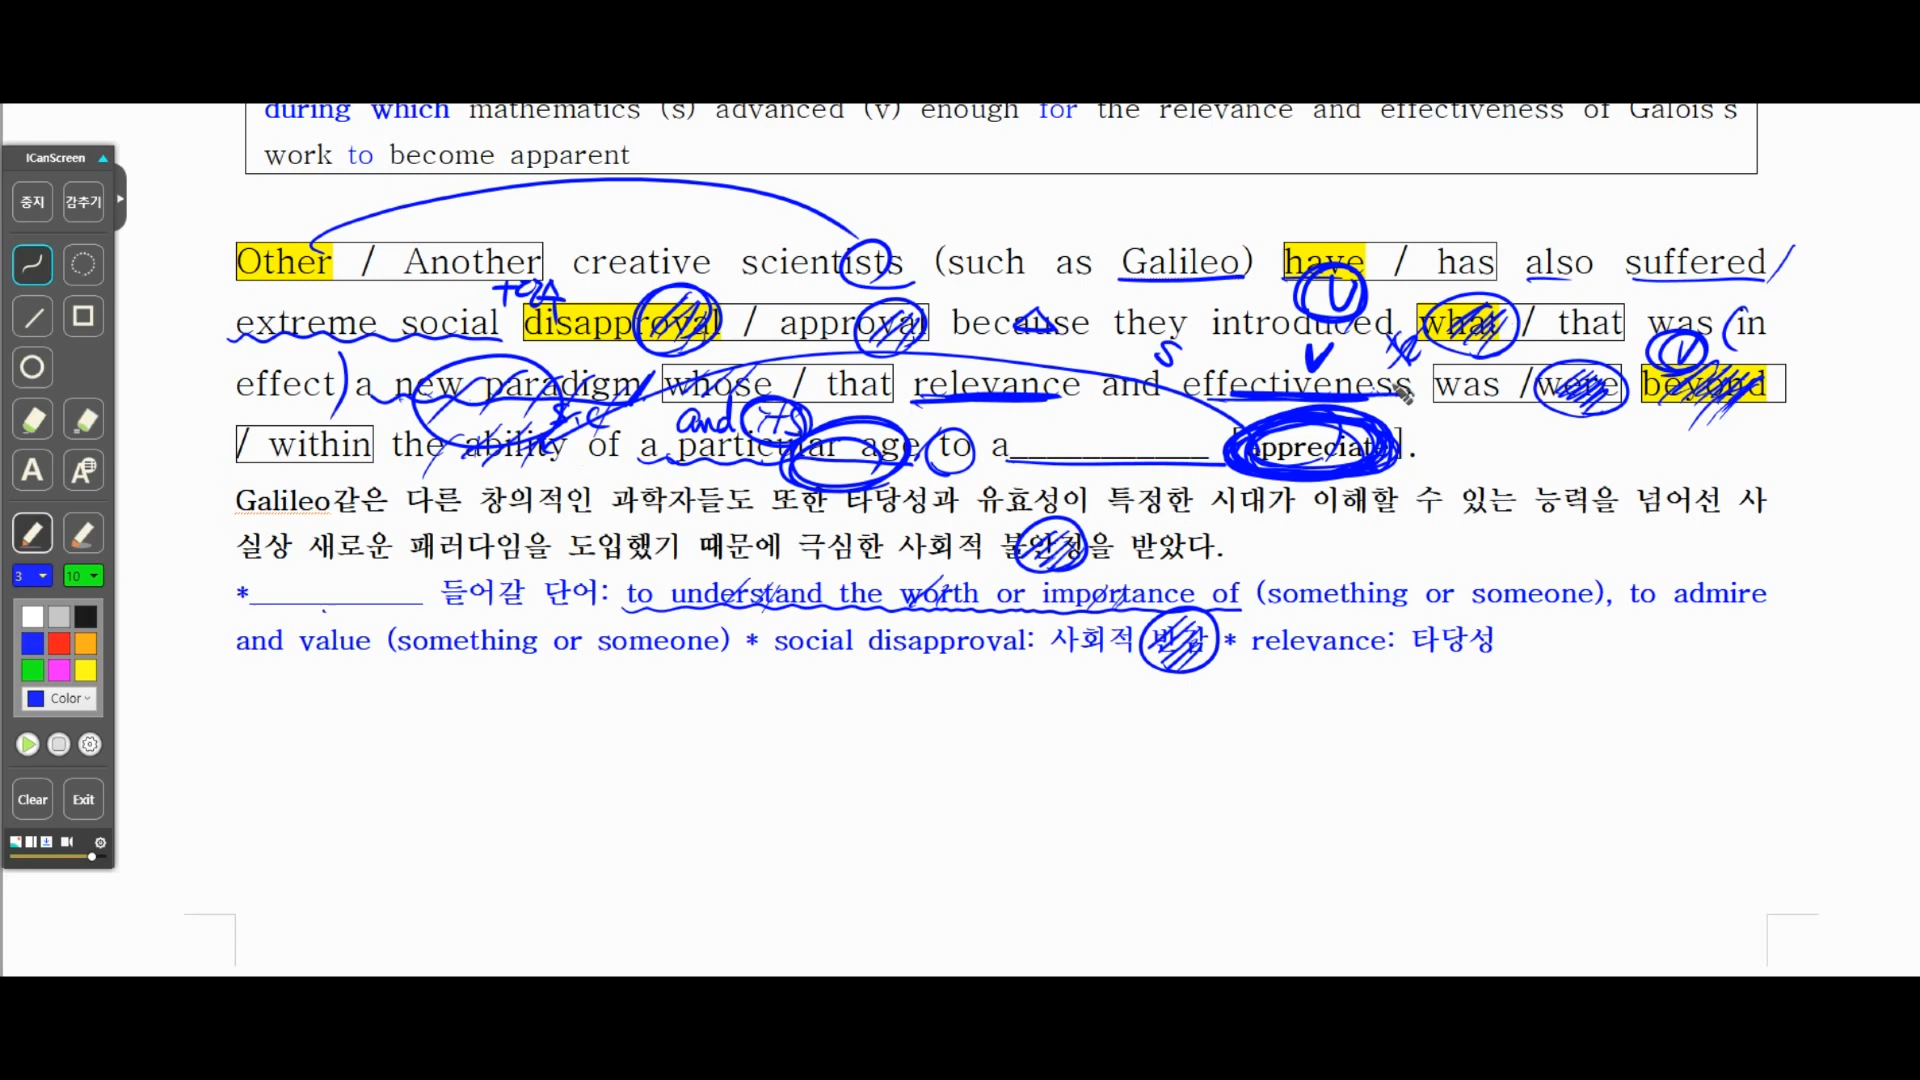 during which mathematics (s) advanced (v) enough for the relevance and effectiveness of Galois's
work to become apparent
ICanScreen
중지 감추기
Other / Another creative scientists (such as Galileo) have / has also suffered
extreme social disapproval / approval because they introduced what / that was in
effect a new paradigm whose / that relevance and effectiveness was / were beyond
and its
/ within the ability of a particular age to a____________ [appreciate].
Galileo같은 다른 창의적인 과학자들도 또한 타당성과 유효성이 특정한 시대가 이해할 수 있는 능력을 넘어선 사
실상 새로운 패러다임을 도입했기 때문에 극심한 사회적 불인정을 받았다.
*____________ 들어갈 단어: to understand the worth or importance of (something or someone), to admire
and value (something or someone) * social disapproval: 사회적 반감 * relevance: 타당성
A A
3 10
Color
Clear Exit